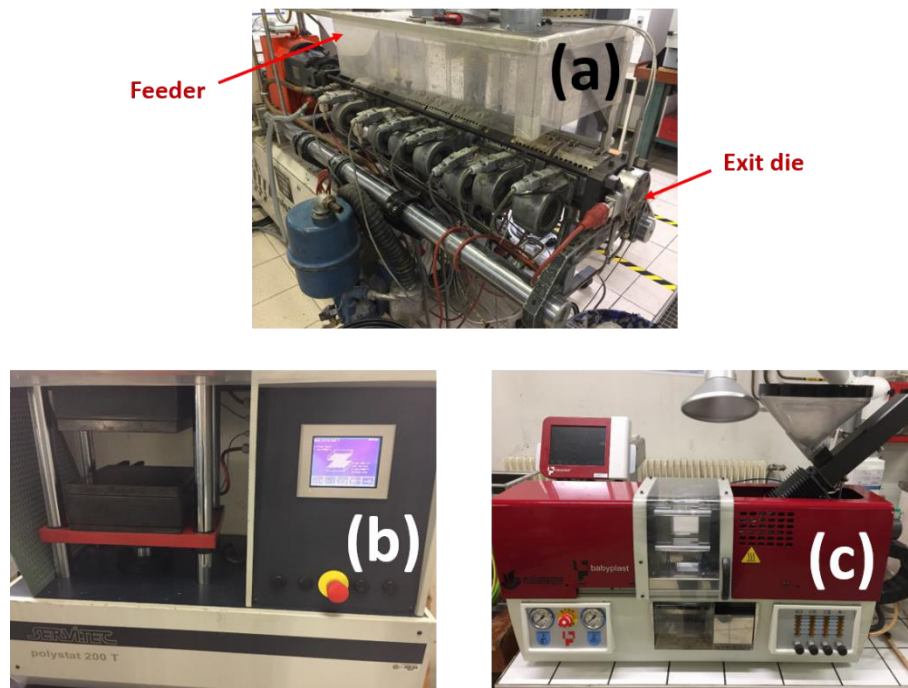 (a)
Feeder
Exit die
(b)
SERVITEC
polystat 200 T
babyplast
(c)